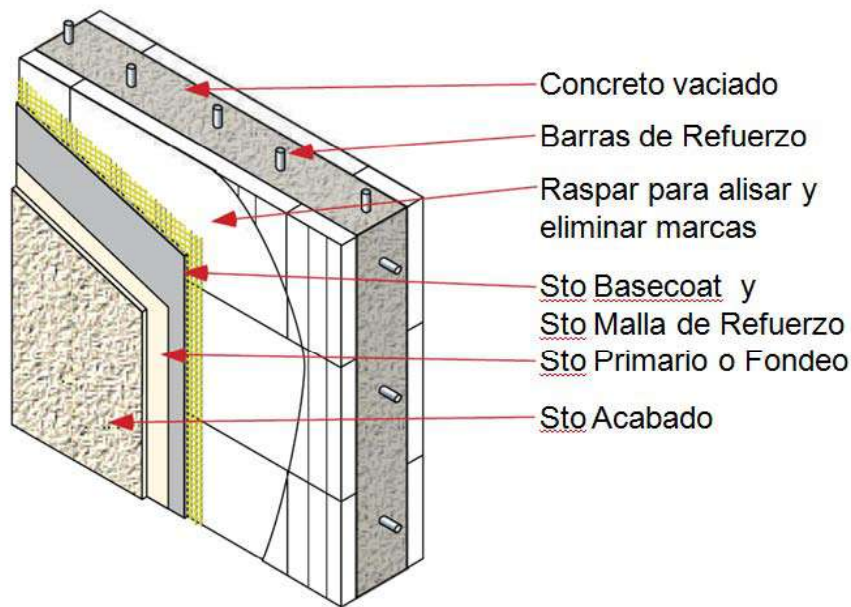 Concreto vaciado
Barras de Refuerzo
Raspar para alisar y
eliminar marcas
Sto Basecoat y
Sto Malla de Refuerzo
Sto Primario o Fondeo
Sto Acabado